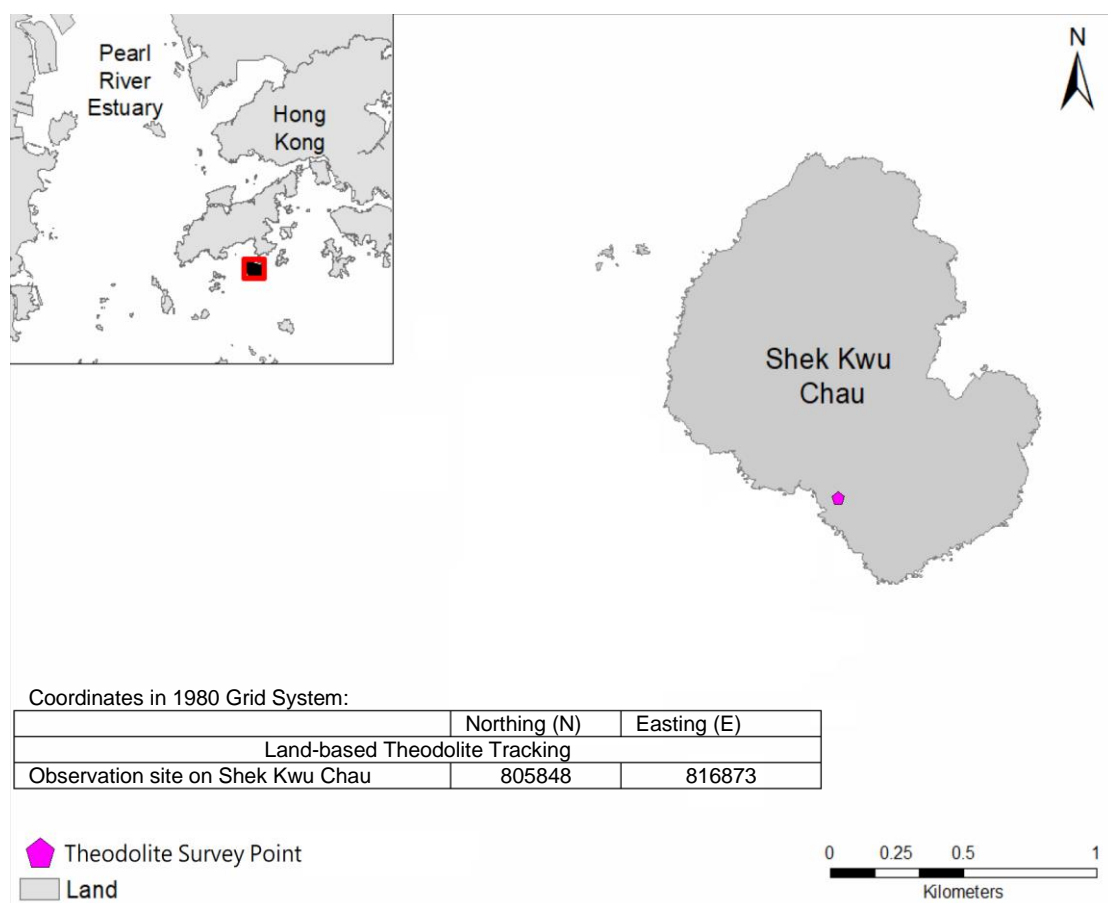 Pearl
River
Estuary
Hong
Kong
N
Shek Kwu
Chau
Coordinates in 1980 Grid System:
Northing (N) Easting (E)
Land-based Theodolite Tracking
Observation site on Shek Kwu Chau 805848 816873
Theodolite Survey Point
Land
0 0.25 0.5 1
Kilometers